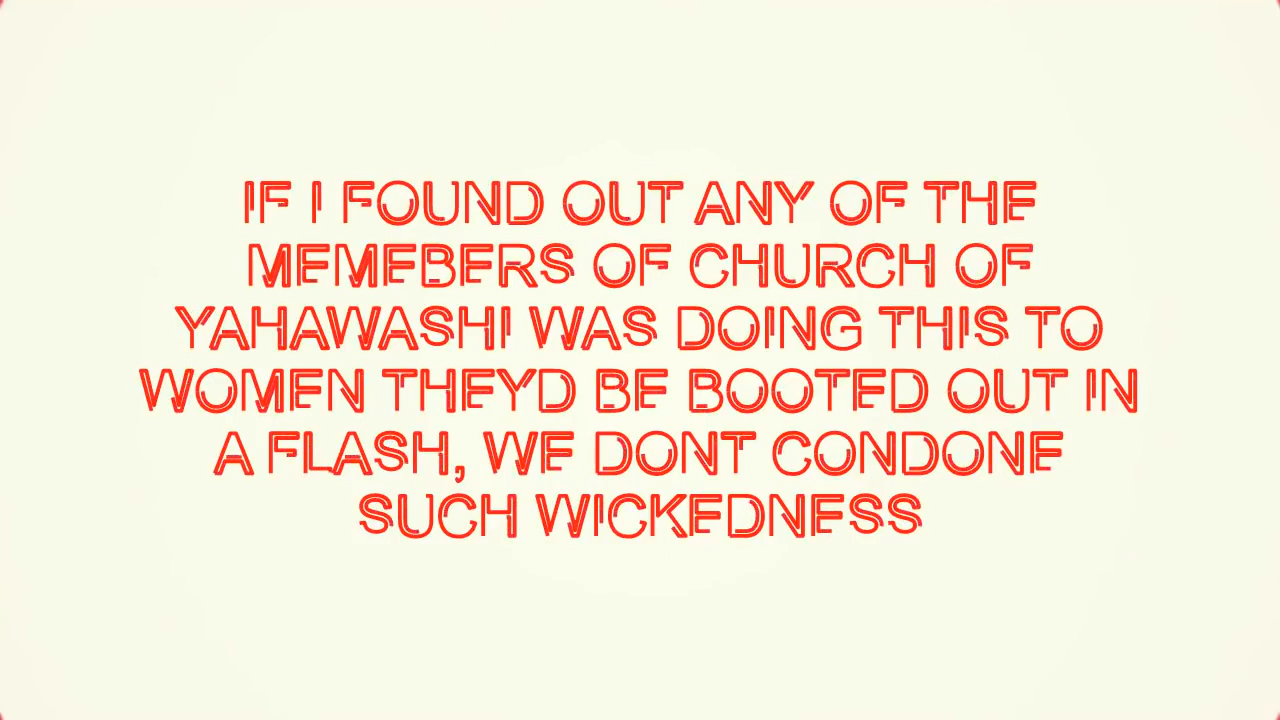 IF I FOUND OUT ANY OF THE
MEMEBERS OF CHURCH OF
YAHAWASHI WAS DOING THIS TO
WOMEN THEYD BE BOOTED OUT IN
A FLASH, WE DONT CONDONE
SUCH WICKEDNESS